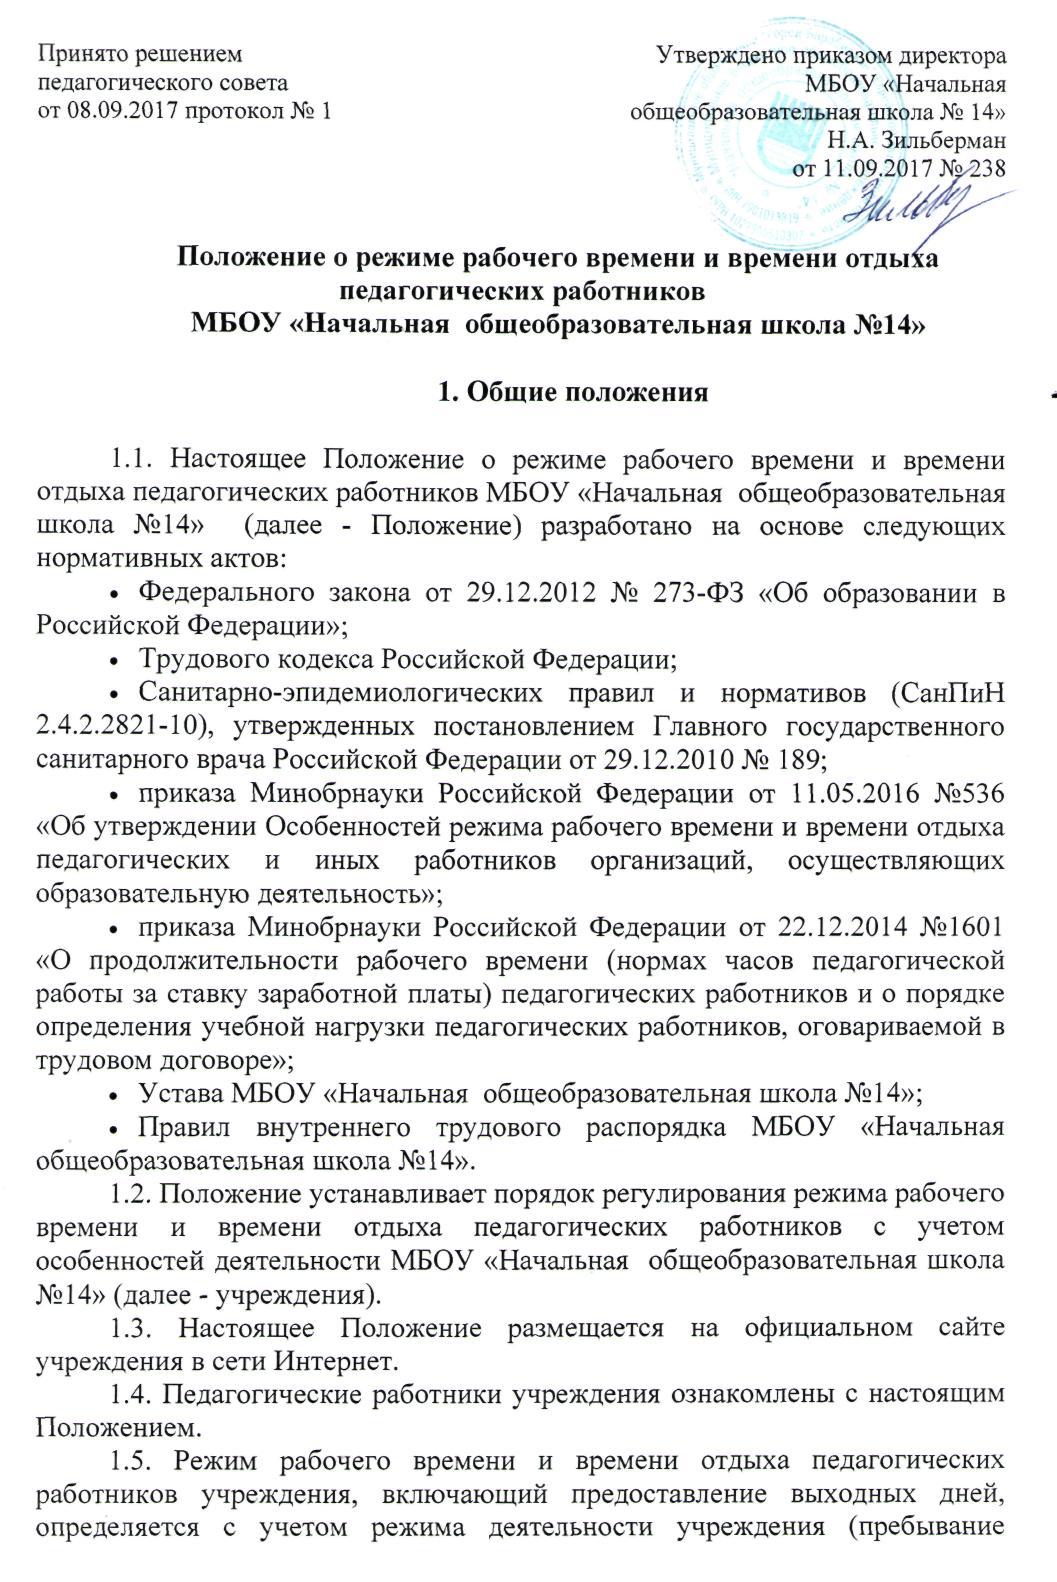 Принято решением
педагогического совета
от 08.09.2017 протокол № 1
Утверждено приказом директора
МБОУ «Начальная
общеобразовательная школа № 14»
Н.А. Зильберман
от 11.09.2017 № 238
Положение о режиме рабочего времени и времени отдыха
педагогических работников
МБОУ «Начальная общеобразовательная школа №14»
1. Общие положения
1.1. Настоящее Положение о режиме рабочего времени и времени
отдыха педагогических работников МБОУ «Начальная общеобразовательная
школа №14» (далее - Положение) разработано на основе следующих
нормативных актов:
• Федерального закона от 29.12.2012 № 273-ФЗ «Об образовании в
Российской Федерации»;
• Трудового кодекса Российской Федерации;
• Санитарно-эпидемиологических правил и нормативов (СанПиН
2.4.2.2821-10), утвержденных постановлением Главного государственного
санитарного врача Российской Федерации от 29.12.2010 № 189;
• приказа Минобрнауки Российской Федерации от 11.05.2016 №536
«Об утверждении Особенностей режима рабочего времени и времени отдыха
педагогических и иных работников организаций, осуществляющих
образовательную деятельность»;
• приказа Минобрнауки Российской Федерации от 22.12.2014 №1601
«О продолжительности рабочего времени (нормах часов педагогической
работы за ставку заработной платы) педагогических работников и о порядке
определения учебной нагрузки педагогических работников, оговариваемой в
трудовом договоре»;
• Устава МБОУ «Начальная общеобразовательная школа №14»;
• Правил внутреннего трудового распорядка МБОУ «Начальная
общеобразовательная школа №14».
1.2. Положение устанавливает порядок регулирования режима рабочего
времени и времени отдыха педагогических работников с учетом
особенностей деятельности МБОУ «Начальная общеобразовательная школа
№14» (далее - учреждения).
1.3. Настоящее Положение размещается на официальном сайте
учреждения в сети Интернет.
1.4. Педагогические работники учреждения ознакомлены с настоящим
Положением.
1.5. Режим рабочего времени и времени отдыха педагогических
работников учреждения, включающий предоставление выходных дней,
определяется с учетом режима деятельности учреждения (пребывание